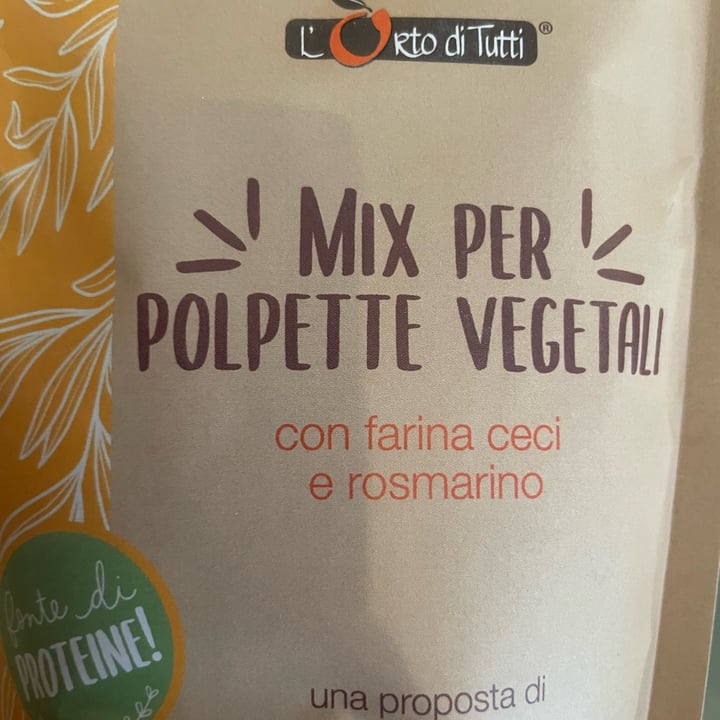 L'Orto di Tutti®
MIX PER
POLPETTE VEGETALI
con farina ceci
e rosmarino
fonte di
PROTEINE!
una proposta di